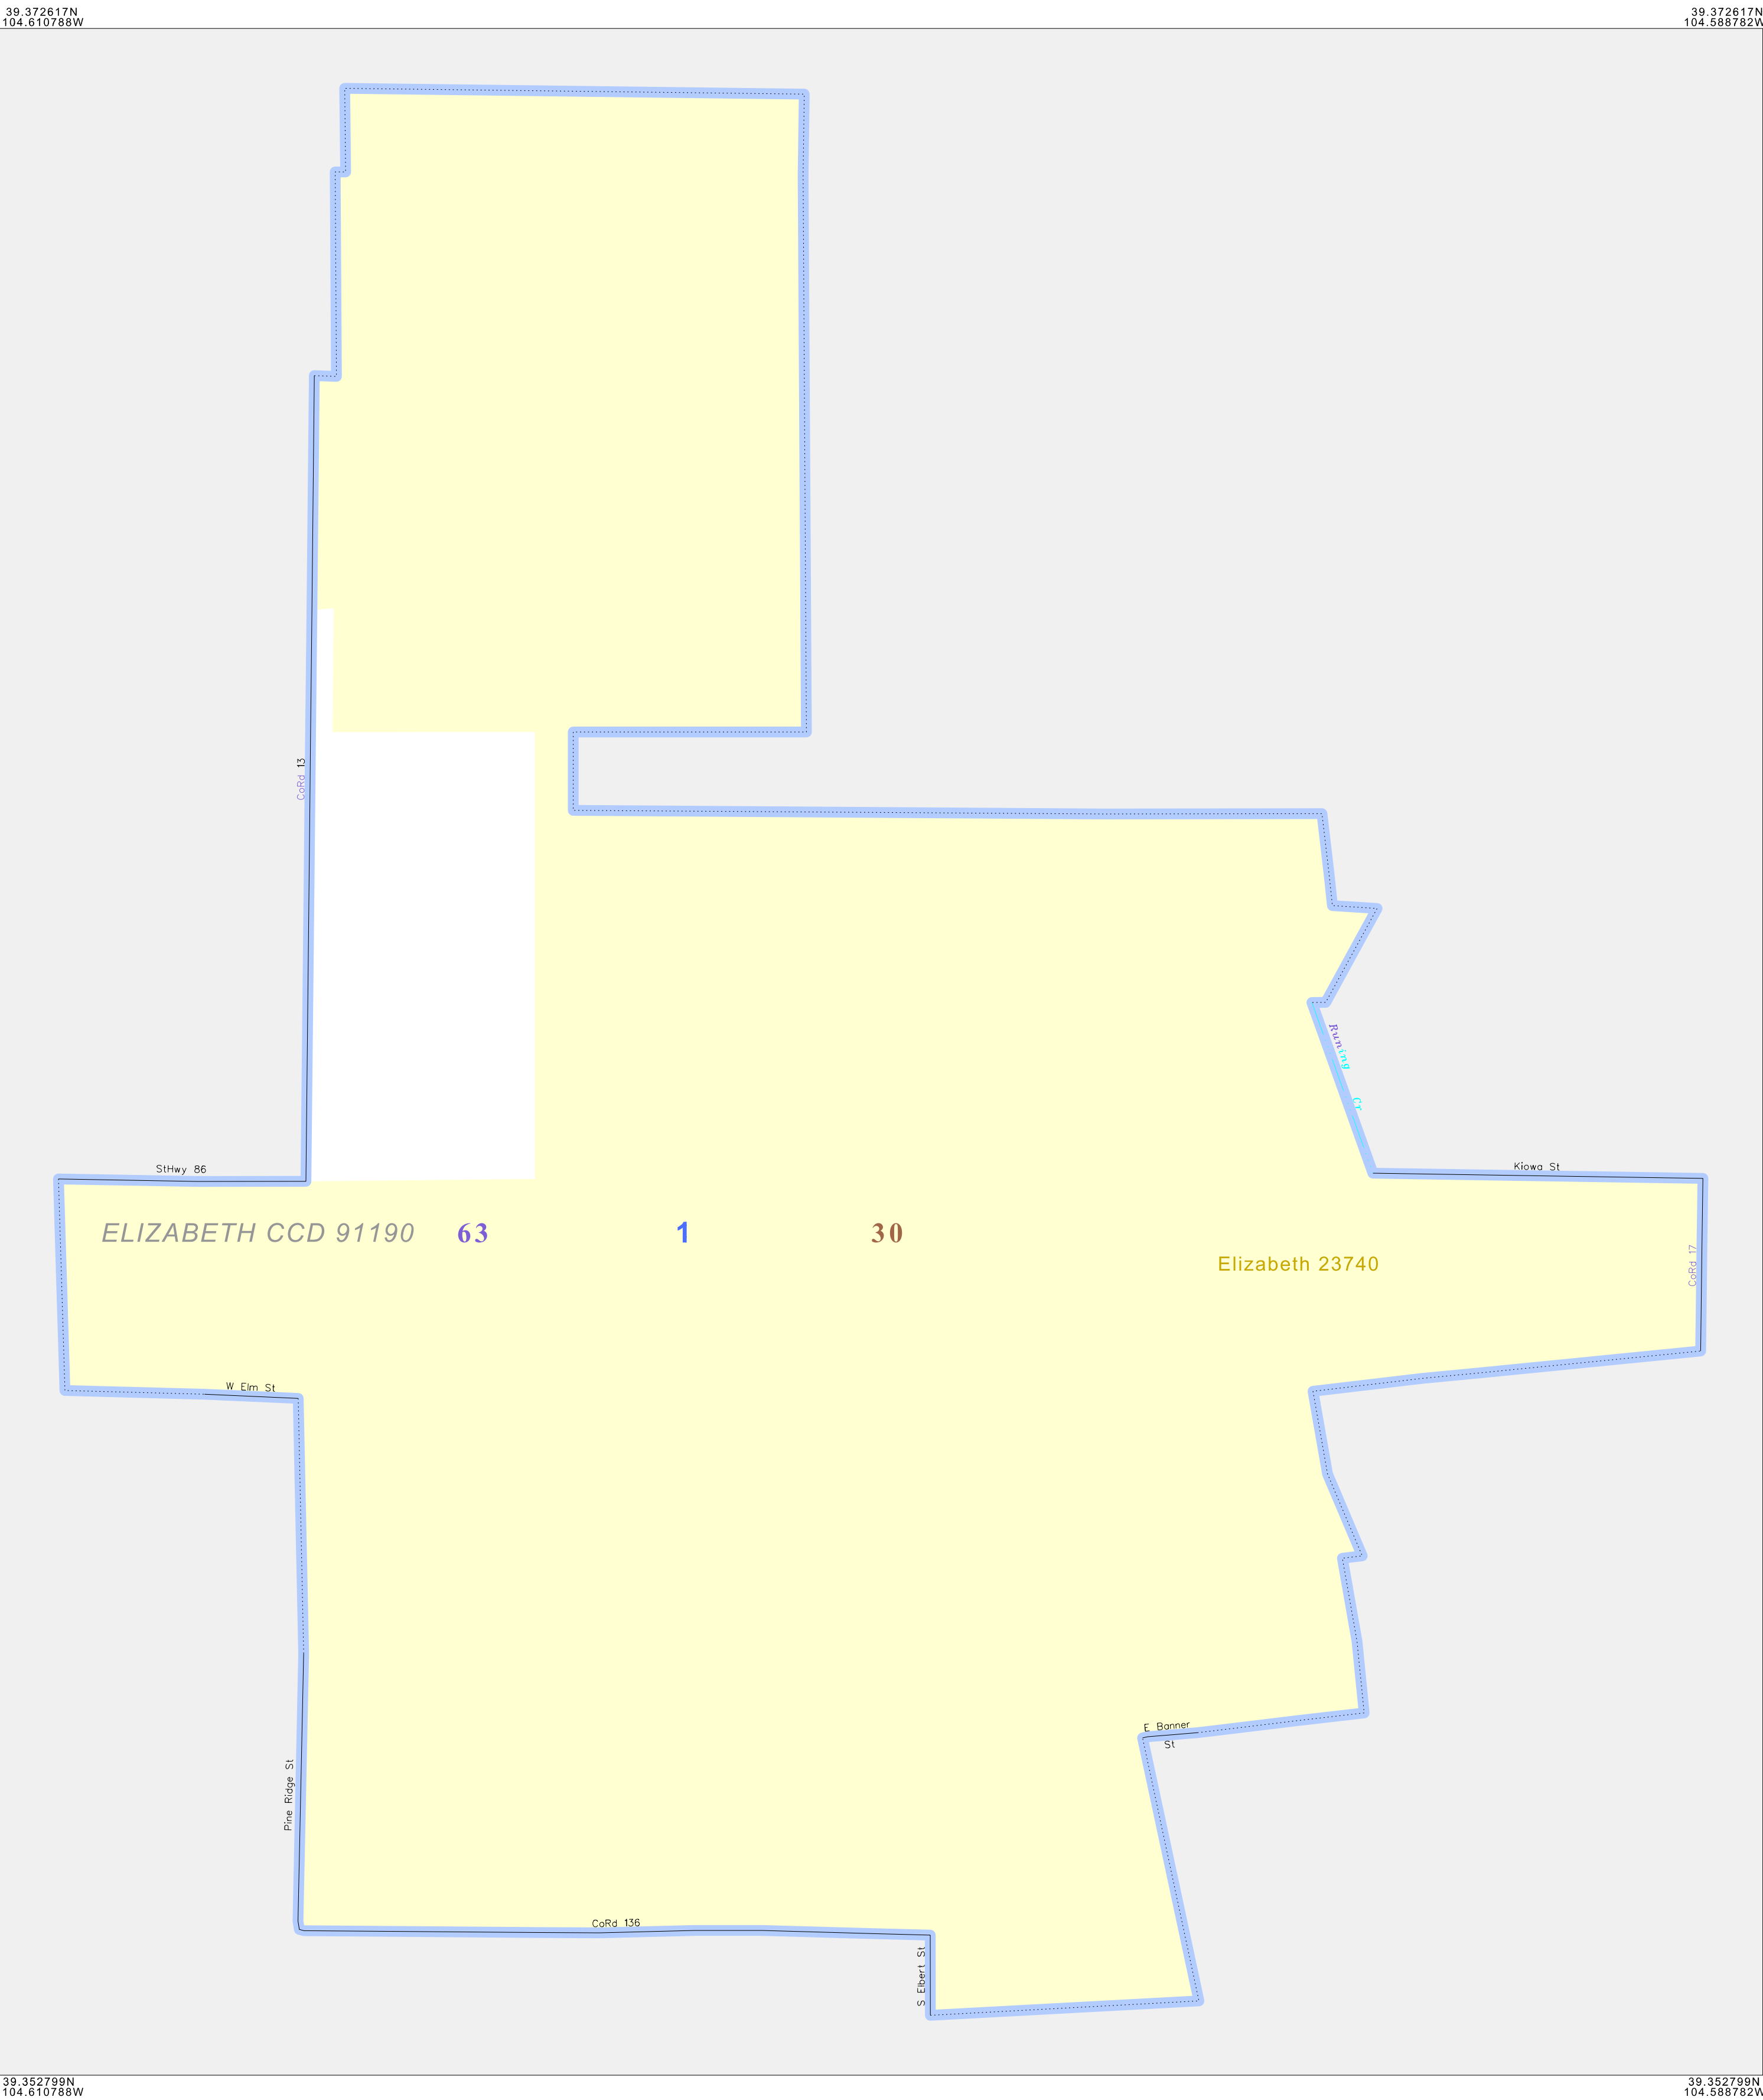 39.372617N
104.610788W
39.372617N
104.588782W
CoRd 13
Runing Cr
StHwy 86
Kiowa St
ELIZABETH CCD 91190
63
1
30
Elizabeth 23740
CoRd 17
W Elm St
E Banner
St
Pine Ridge St
CoRd 136
S Elbert St
39.352799N
104.610788W
39.352799N
104.588782W